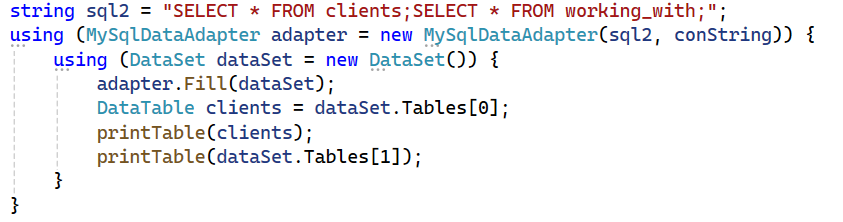 string sql2 = "SELECT * FROM clients;SELECT * FROM working_with;";
using (MySqlDataAdapter adapter = new MySqlDataAdapter(sql2, conString)) {
    using (DataSet dataSet = new DataSet()) {
        adapter.Fill(dataSet);
        DataTable clients = dataSet.Tables[0];
        printTable(clients);
        printTable(dataSet.Tables[1]);
    }
}